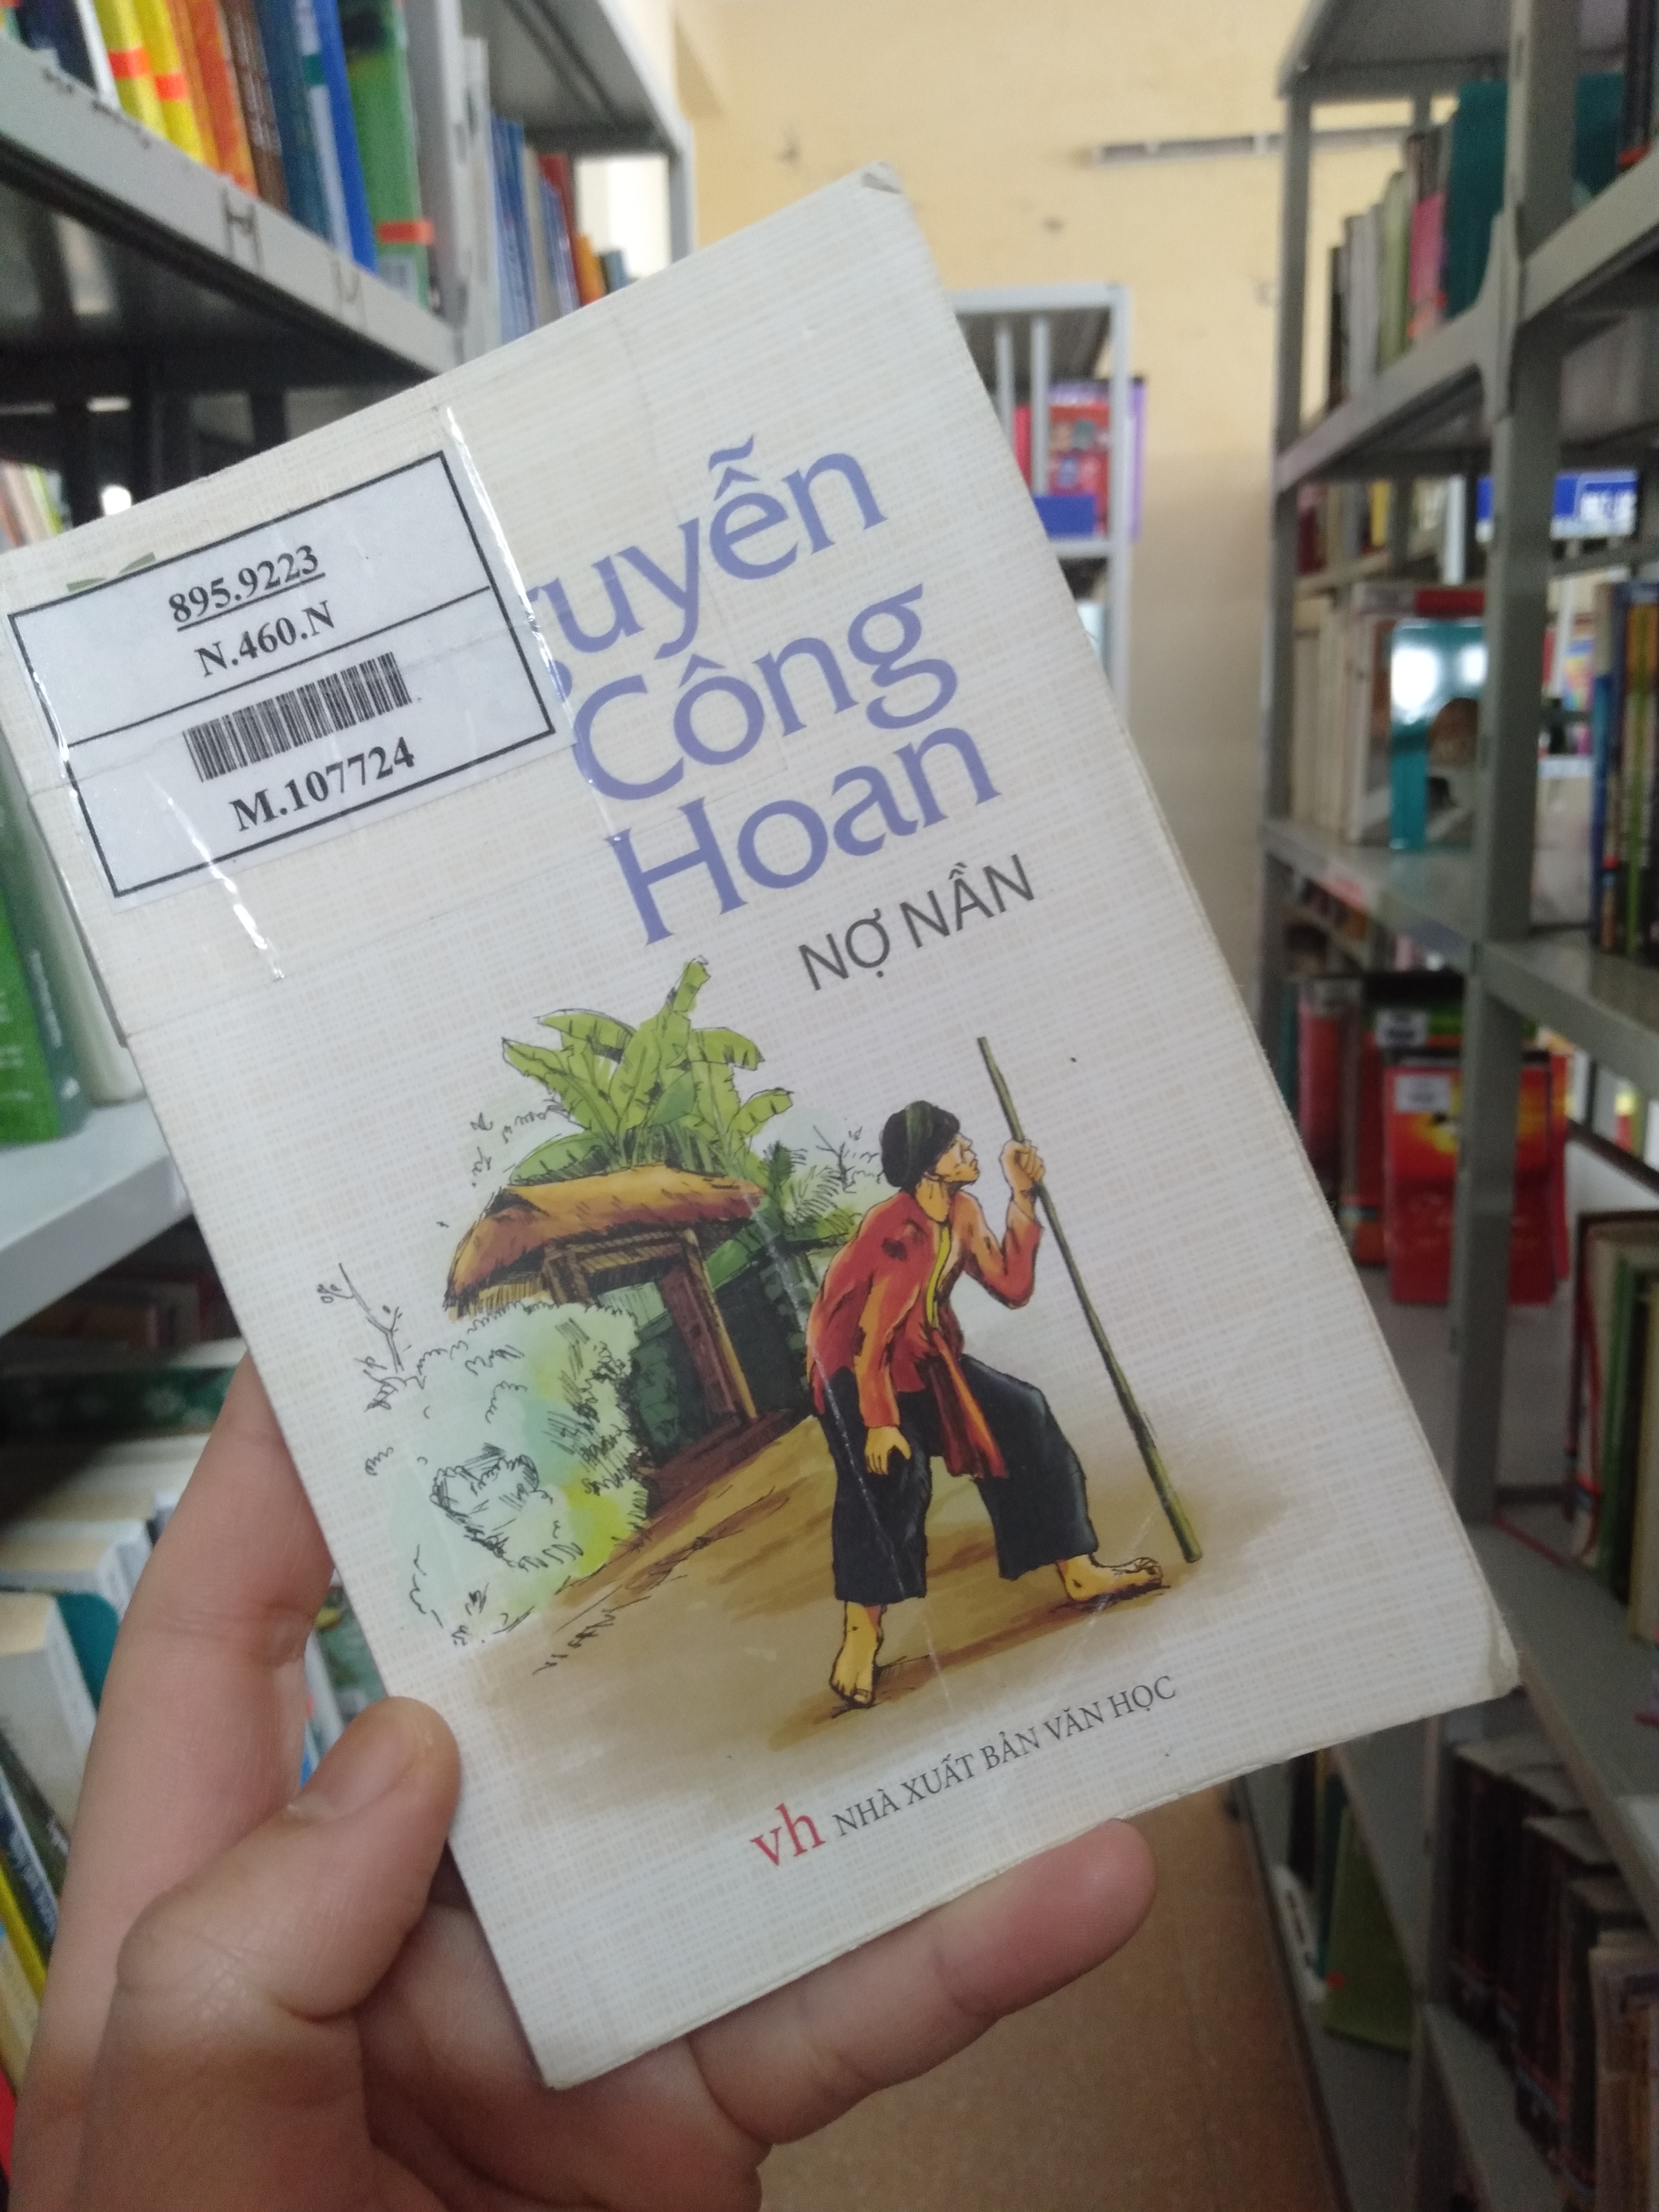 895.9223
N.460.N
M.107724
guyễn
Công
Hoan
NỢ NẦN
vh NHÀ XUẤT BẢN VĂN HỌC